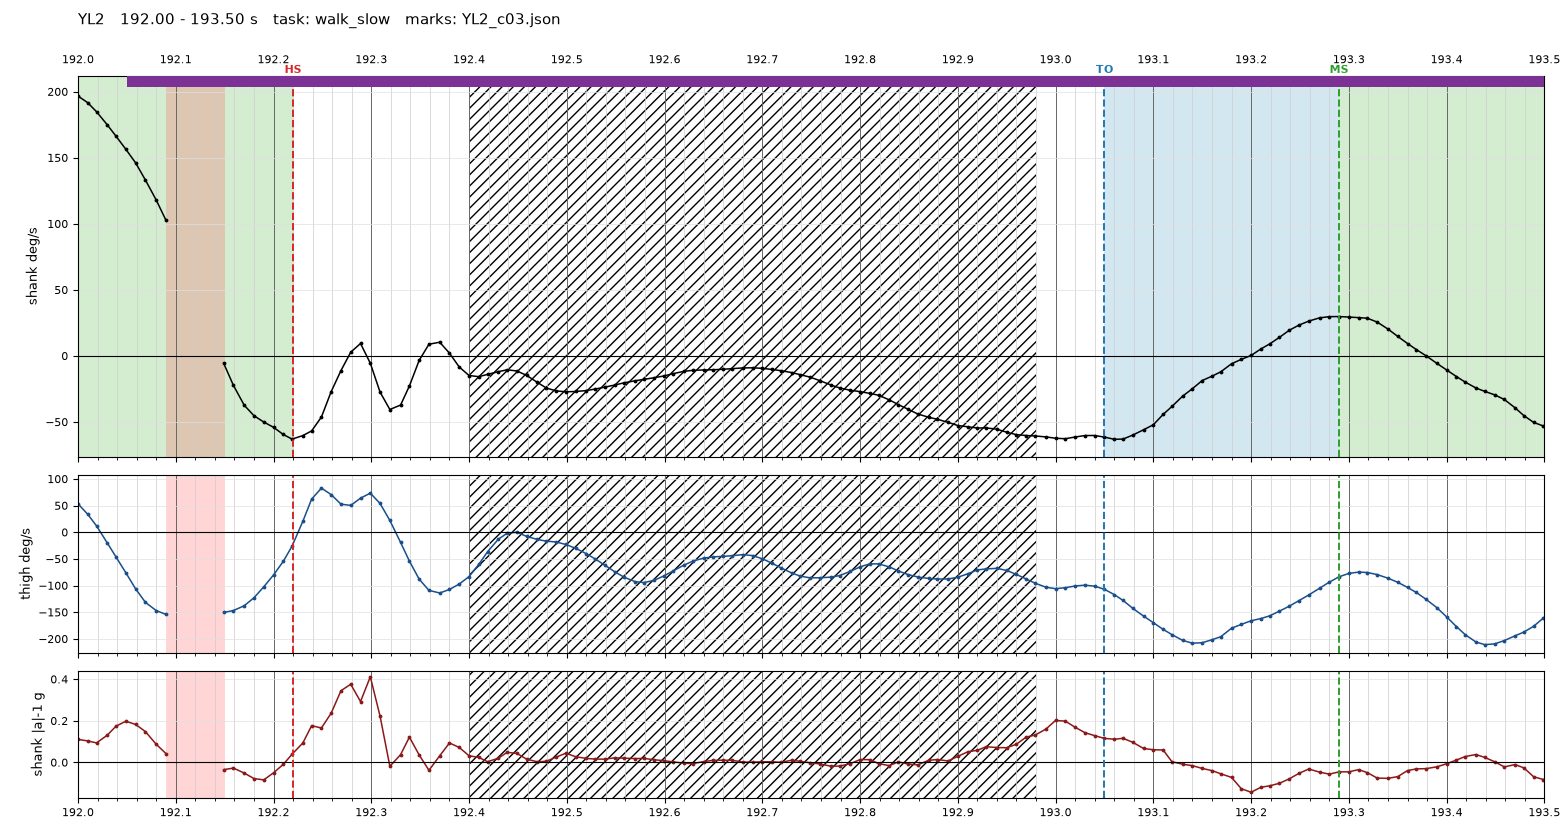 YL2   192.00 - 193.50 s   task: walk_slow   marks: YL2_c03.json
192.0 192.1 192.2 192.3 192.4 192.5 192.6 192.7 192.8 192.9 193.0 193.1 193.2 193.3 193.4 193.5
HS TO MS
shank deg/s
200
150
100
50
0
−50
thigh deg/s
100
50
0
−50
−100
−150
−200
shank |a|-1 g
0.4
0.2
0.0
192.0 192.1 192.2 192.3 192.4 192.5 192.6 192.7 192.8 192.9 193.0 193.1 193.2 193.3 193.4 193.5